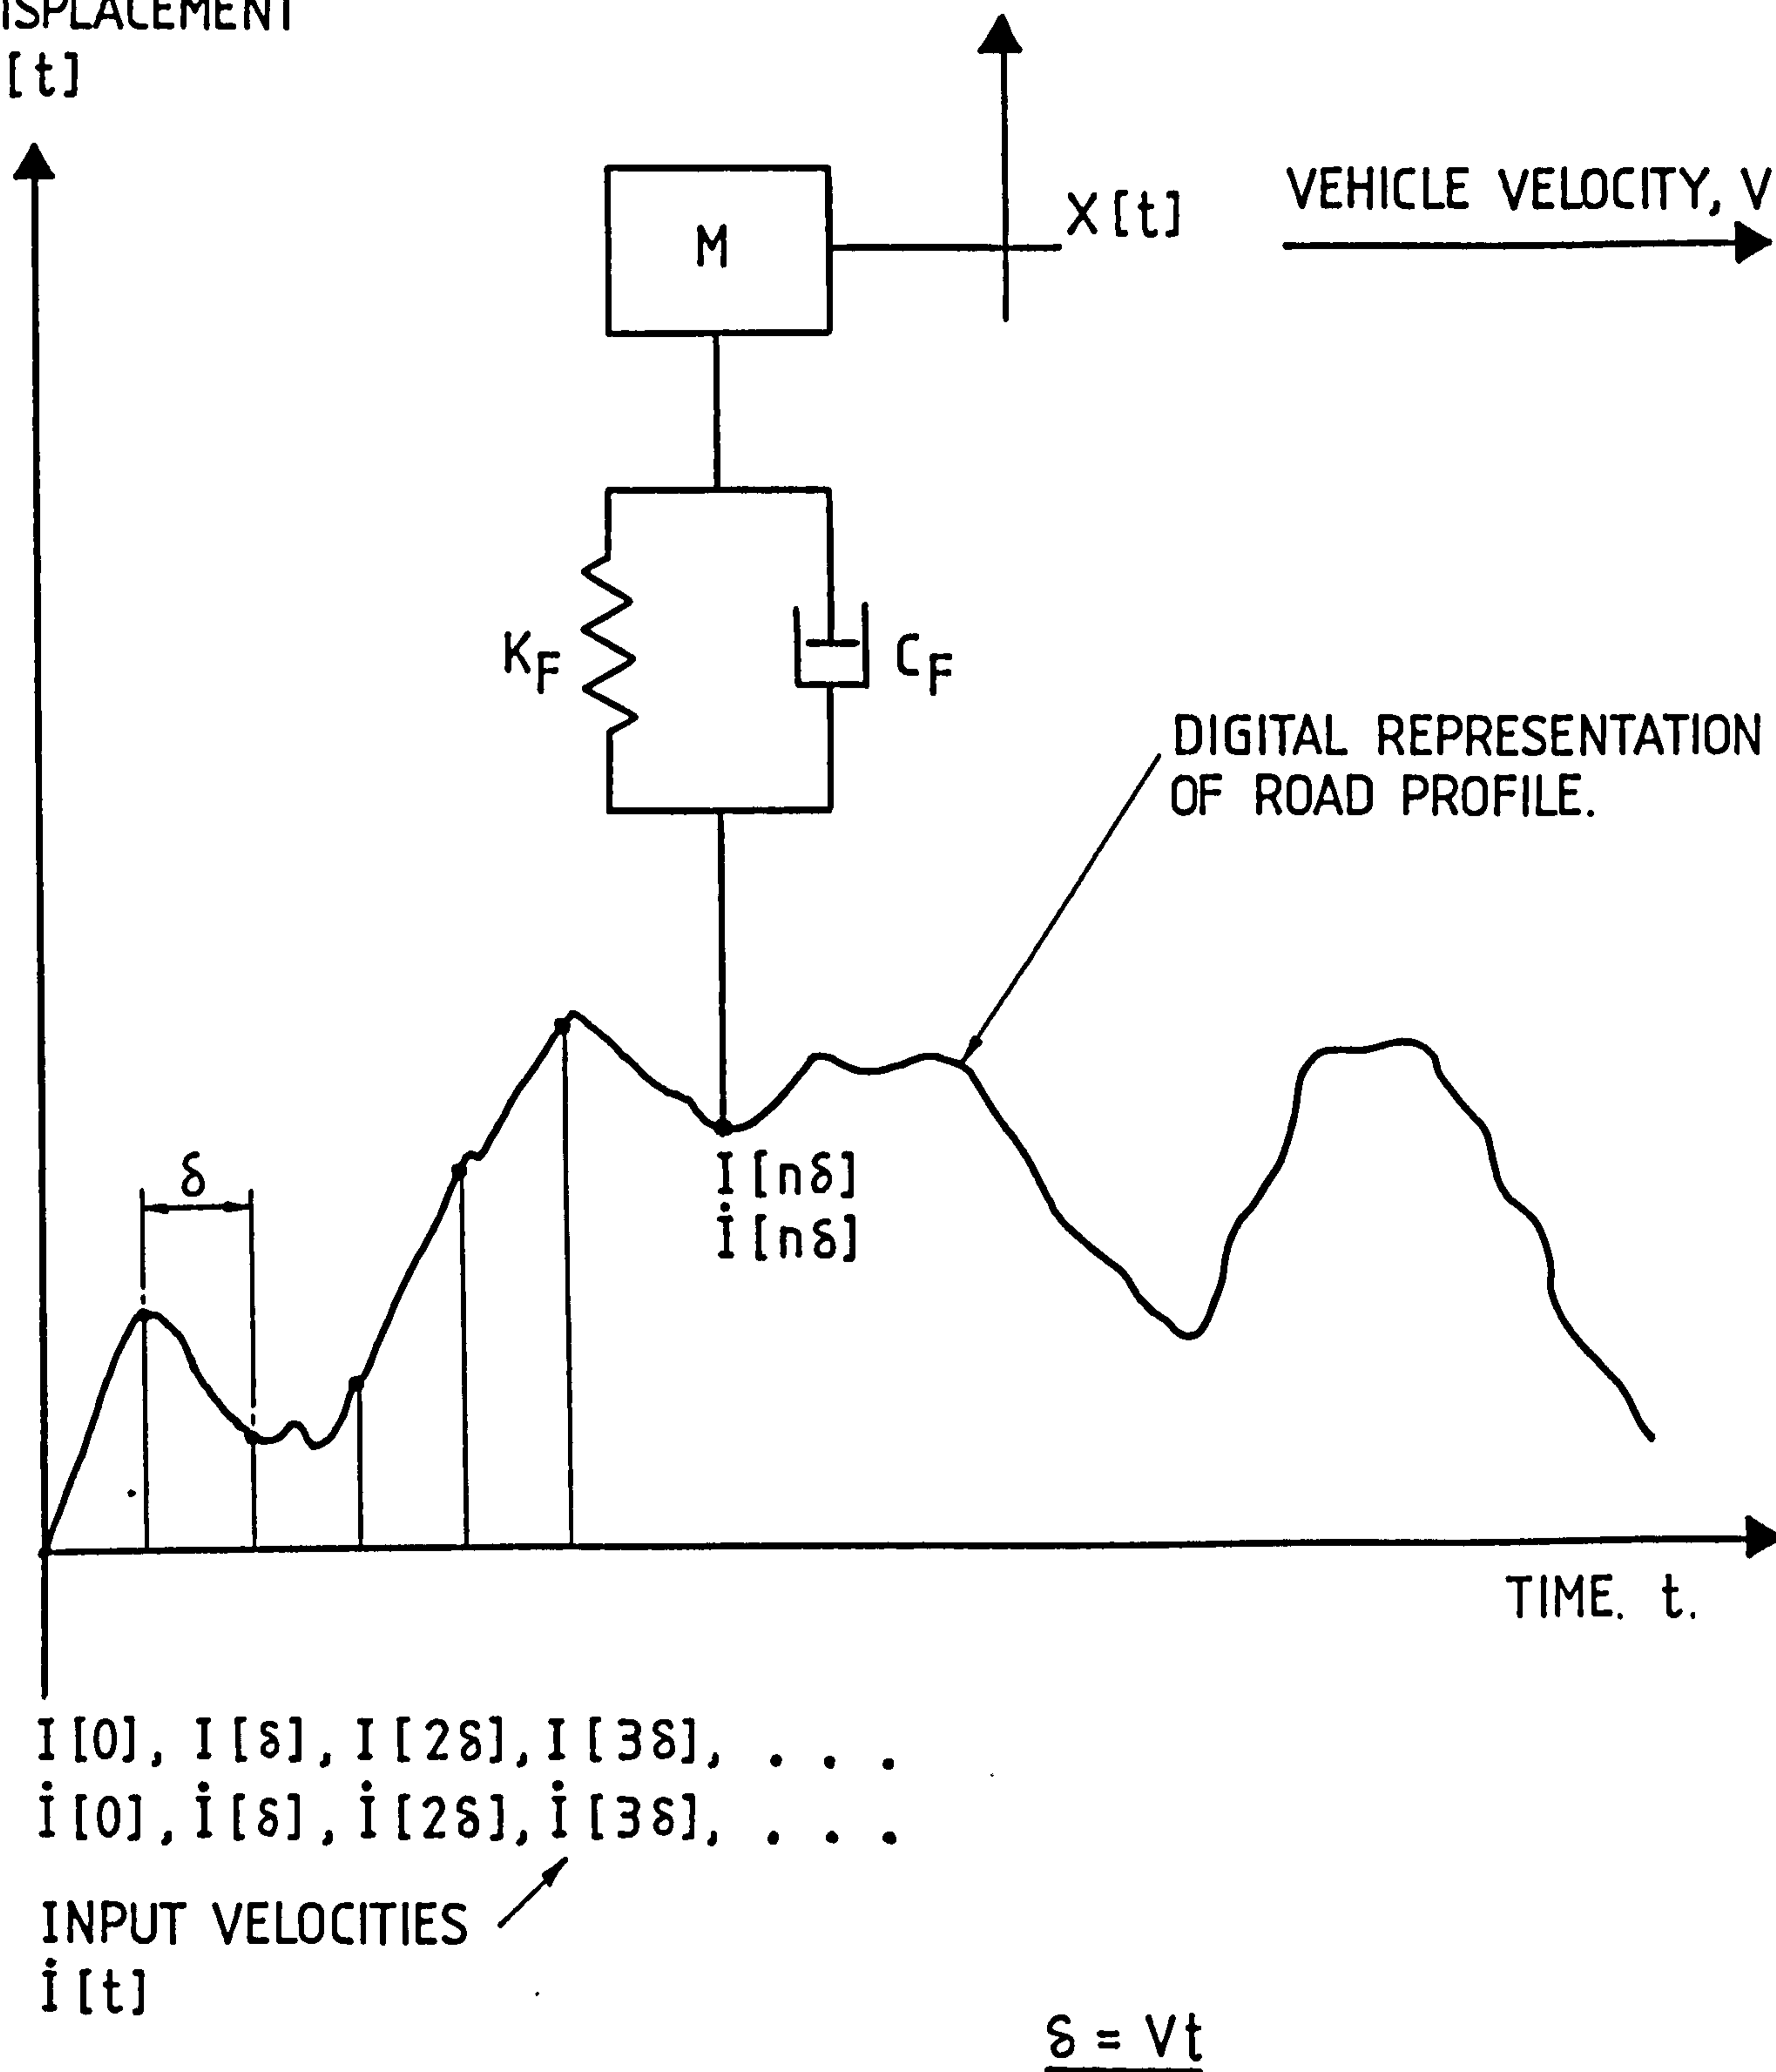 ISPLACEMENT
[t]
M
X[t]
VEHICLE VELOCITY, V
K_F
C_F
DIGITAL REPRESENTATION
OF ROAD PROFILE.
δ
I[nδ]
İ[nδ]
TIME. t.
I[0], I[δ], I[2δ], I[3δ], . . .
İ[0], İ[δ], İ[2δ], İ[3δ], . . .
INPUT VELOCITIES
İ[t]
δ = Vt